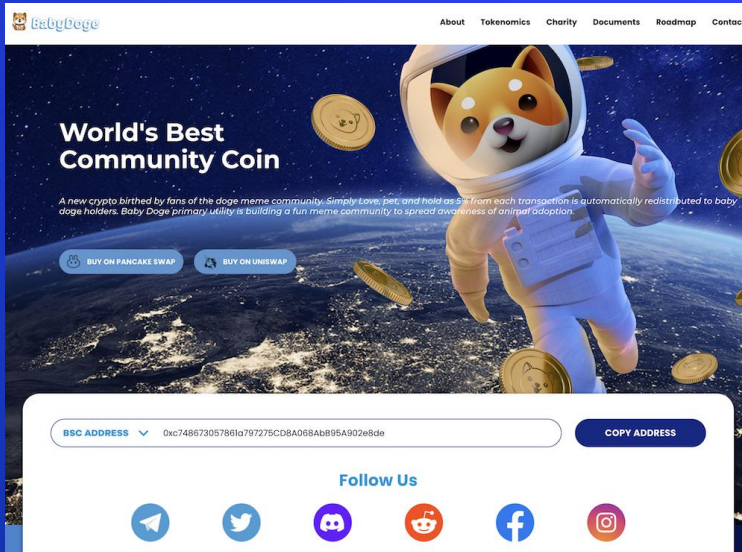 BabyDoge
About Tokenomics Charity Documents Roadmap Contac
World's Best
Community Coin
A new crypto birthed by fans of the doge meme community. Simply Love, pet, and hold as 5% from each transaction is automatically redistributed to baby
doge holders. Baby Doge primary utility is building a fun meme community to spread awareness of animal adoption.
BUY ON PANCAKE SWAP BUY ON UNISWAP
BSC ADDRESS 0xc748673057861a797275CD8A068AbB95A902e8de COPY ADDRESS
Follow Us